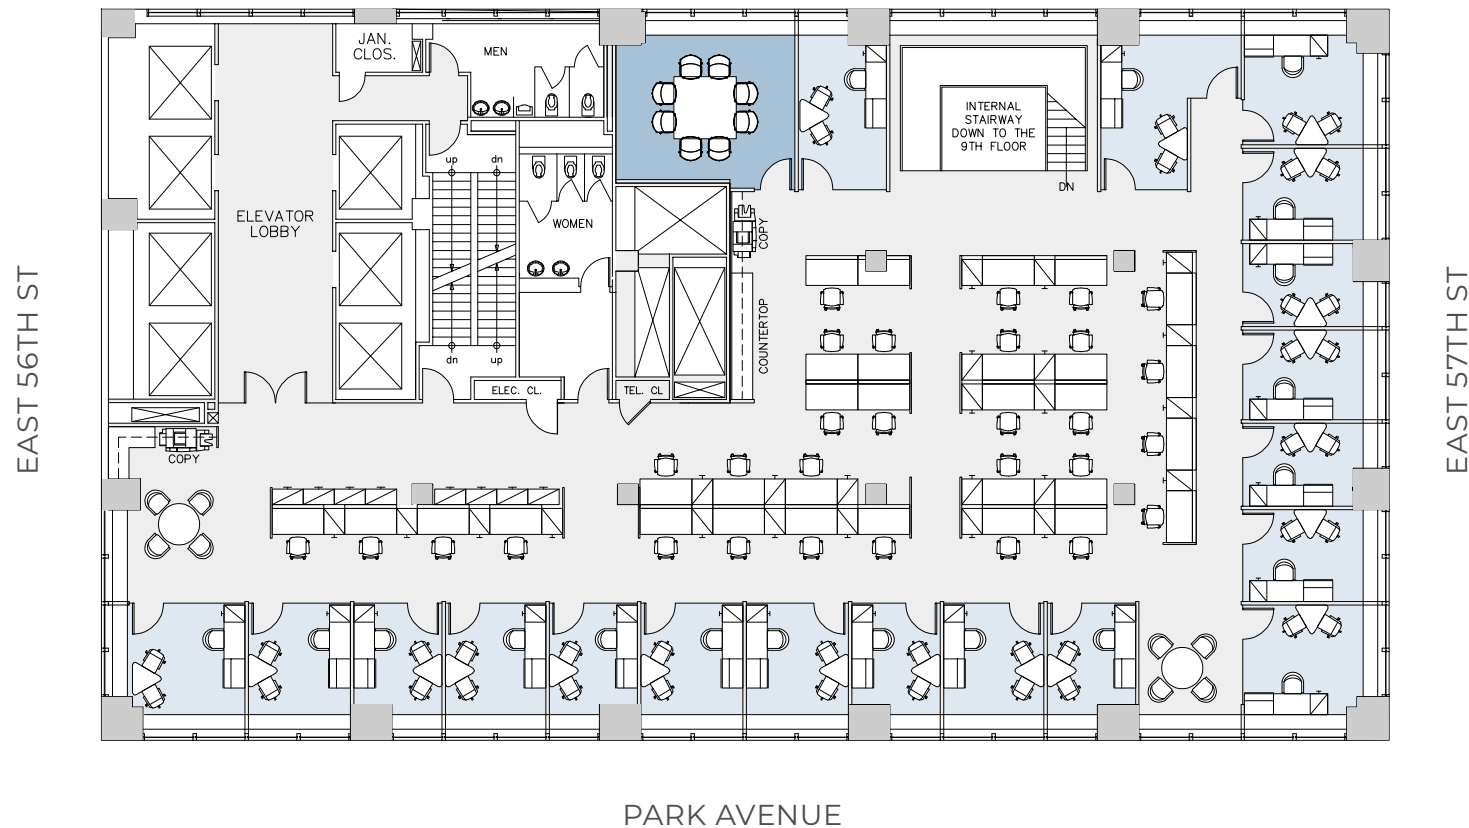 JAN.
CLOS.
MEN
INTERNAL
STAIRWAY
DOWN TO THE
9TH FLOOR
up
dn
DN
ELEVATOR
LOBBY
WOMEN
COPY
COUNTERTOP
dn
up
ELEC. CL.
TEL. CL
COPY
EAST 56TH ST
EAST 57TH ST
PARK AVENUE